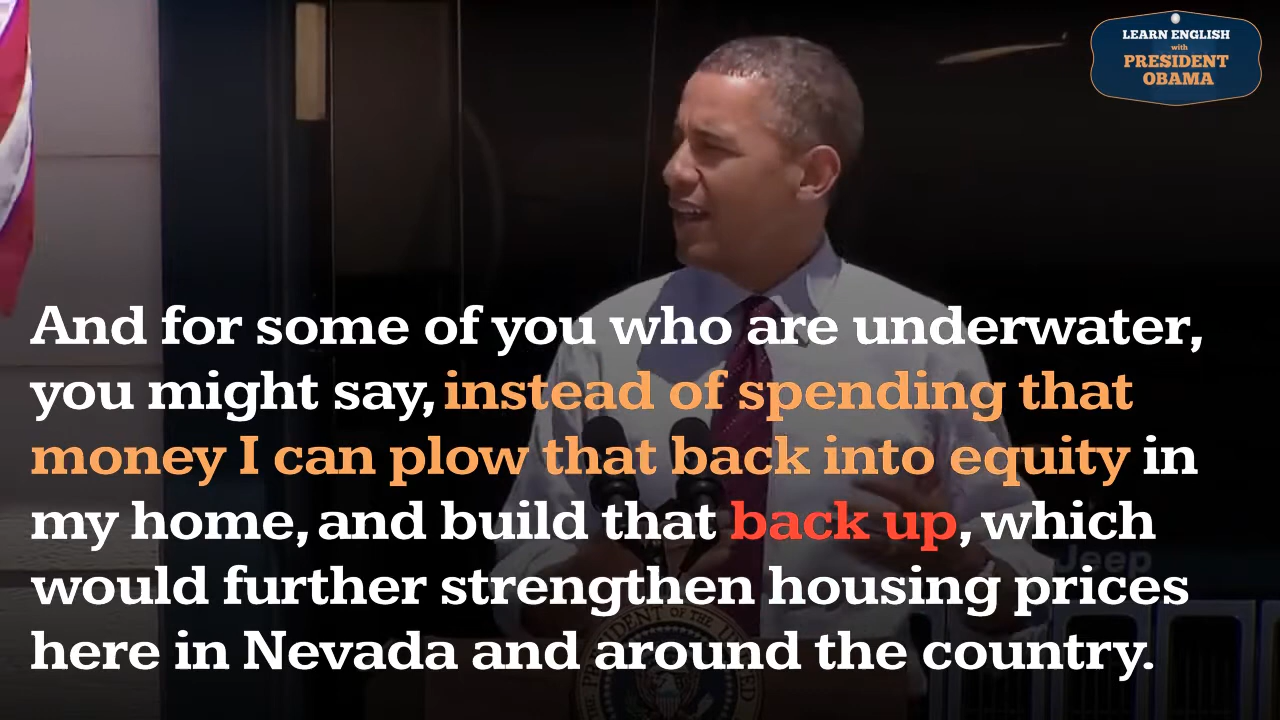 LEARN ENGLISH
with
PRESIDENT
OBAMA
And for some of you who are underwater,
you might say, instead of spending that
money I can plow that back into equity in
my home, and build that back up, which
would further strengthen housing prices
here in Nevada and around the country.
Jeep